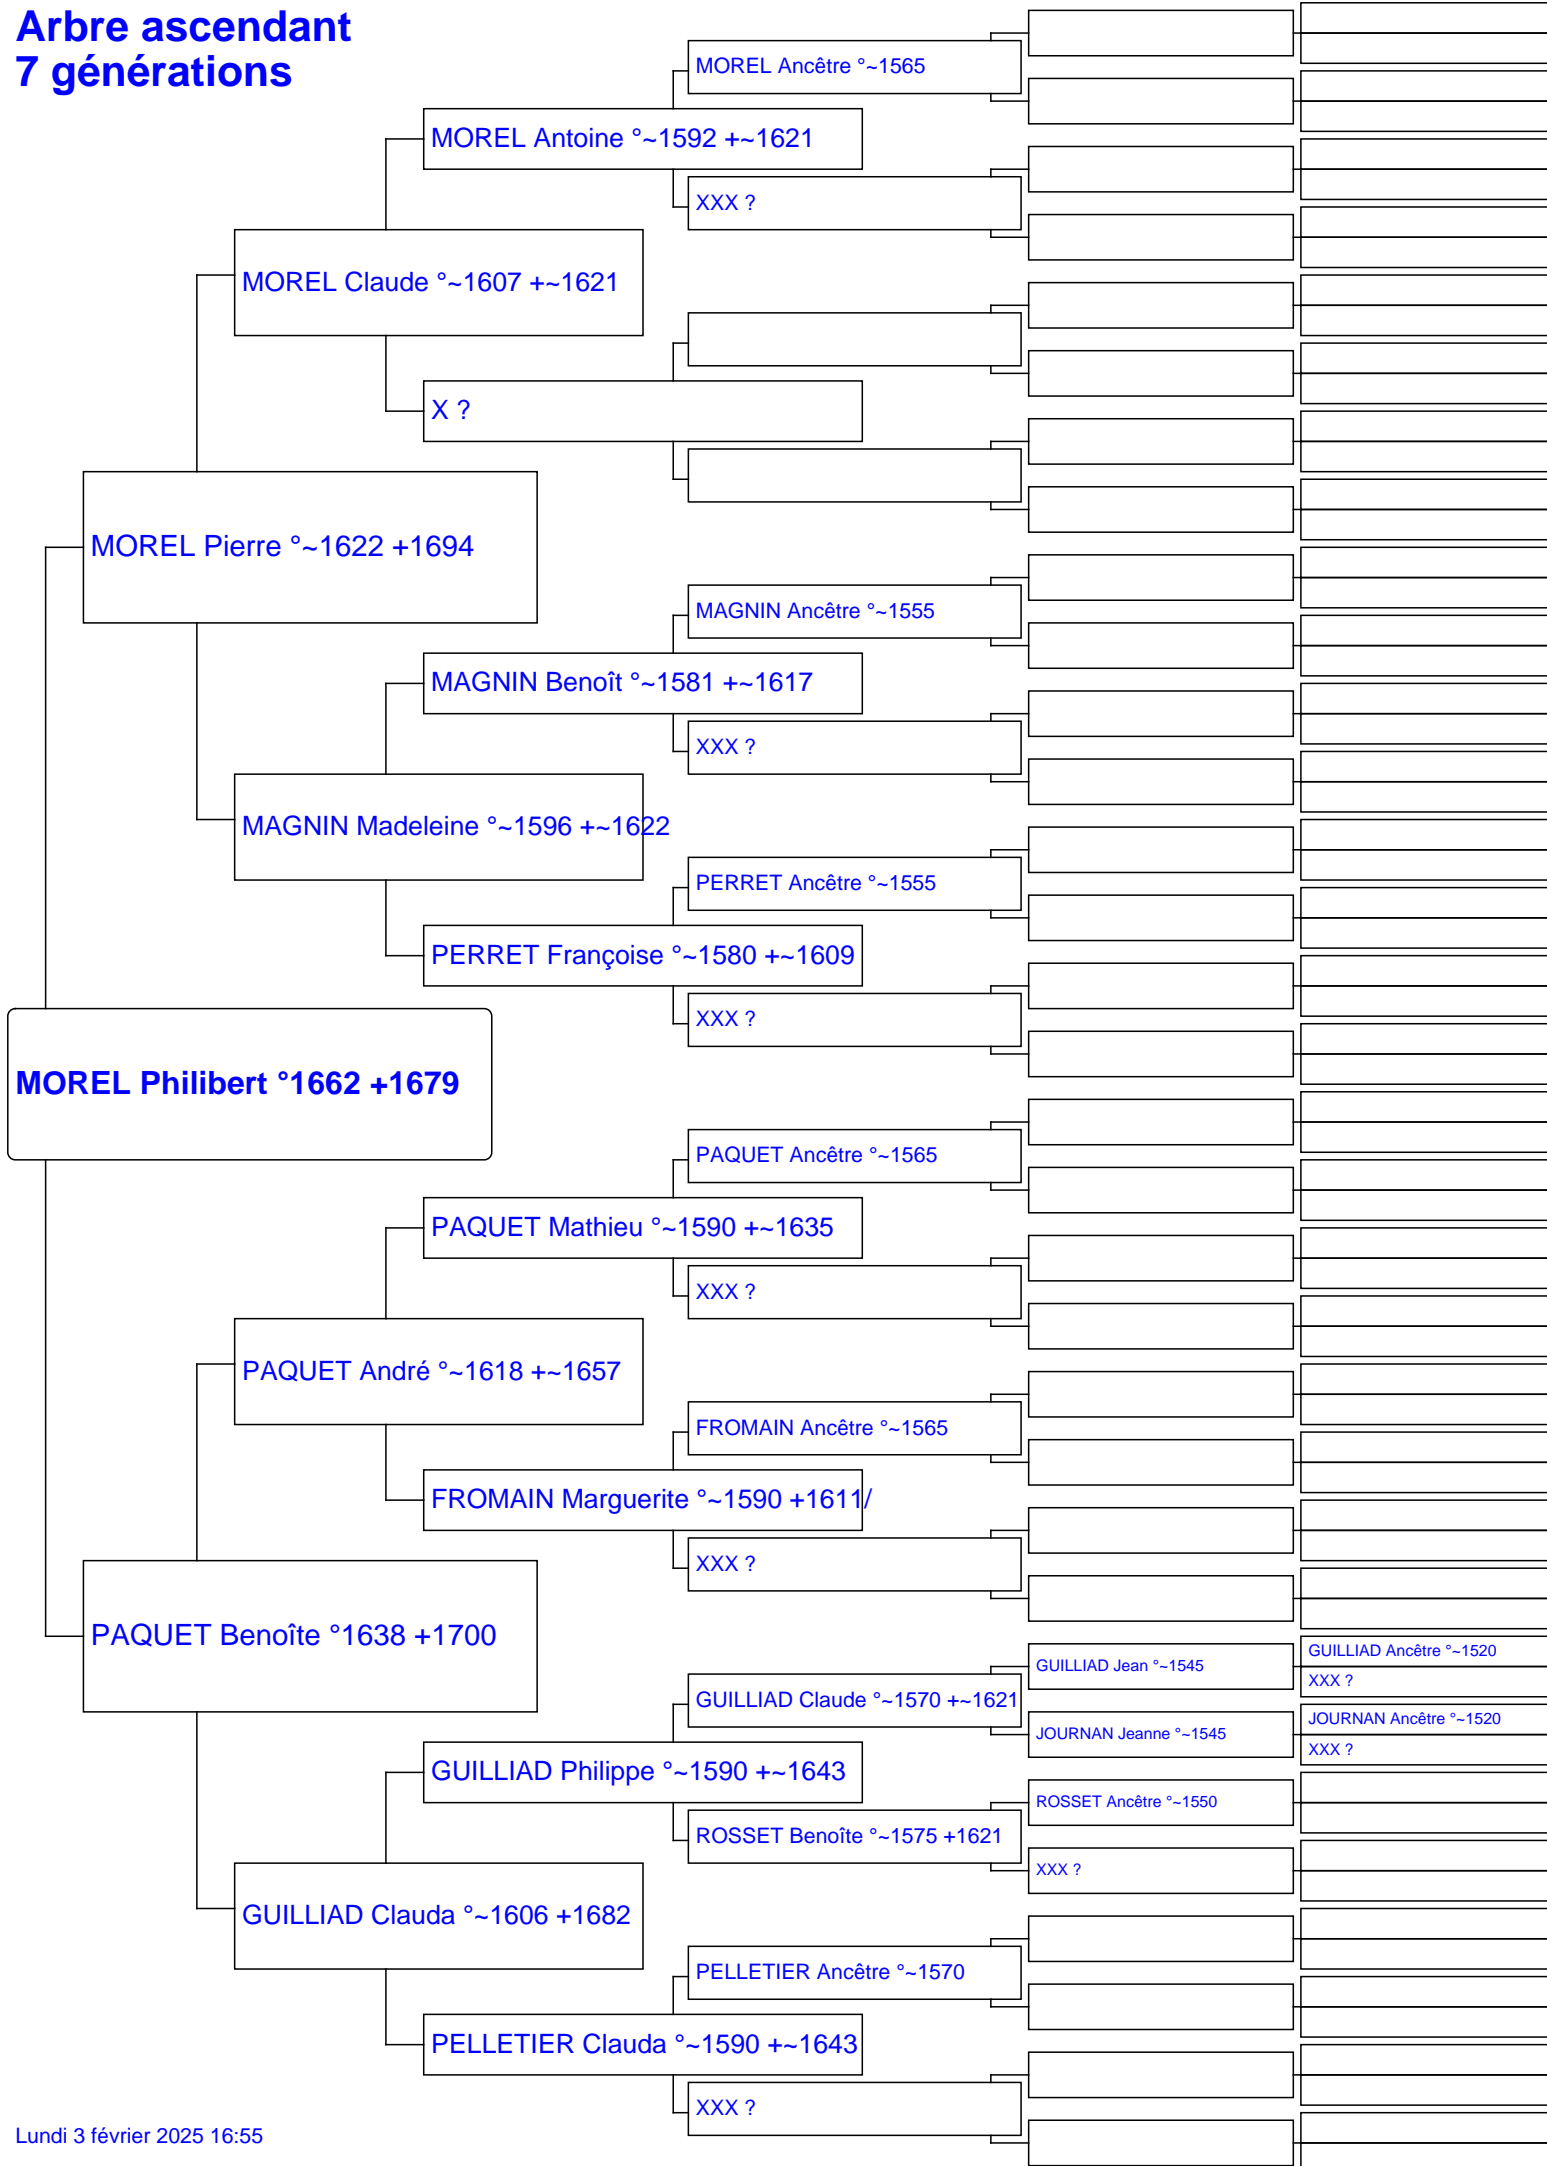 Arbre ascendant
7 générations
MOREL Ancêtre °~1565
MOREL Antoine °~1592 +~1621
XXX ?
MOREL Claude °~1607 +~1621
X ?
MOREL Pierre °~1622 +1694
MAGNIN Ancêtre °~1555
MAGNIN Benoît °~1581 +~1617
XXX ?
MAGNIN Madeleine °~1596 +~1622
PERRET Ancêtre °~1555
PERRET Françoise °~1580 +~1609
XXX ?
MOREL Philibert °1662 +1679
PAQUET Ancêtre °~1565
PAQUET Mathieu °~1590 +~1635
XXX ?
PAQUET André °~1618 +~1657
FROMAIN Ancêtre °~1565
FROMAIN Marguerite °~1590 +1611/
XXX ?
PAQUET Benoîte °1638 +1700
GUILLIAD Ancêtre °~1520
GUILLIAD Jean °~1545
XXX ?
GUILLIAD Claude °~1570 +~1621
JOURNAN Ancêtre °~1520
JOURNAN Jeanne °~1545
XXX ?
GUILLIAD Philippe °~1590 +~1643
ROSSET Ancêtre °~1550
ROSSET Benoîte °~1575 +1621
XXX ?
GUILLIAD Clauda °~1606 +1682
PELLETIER Ancêtre °~1570
PELLETIER Clauda °~1590 +~1643
XXX ?
Lundi 3 février 2025 16:55